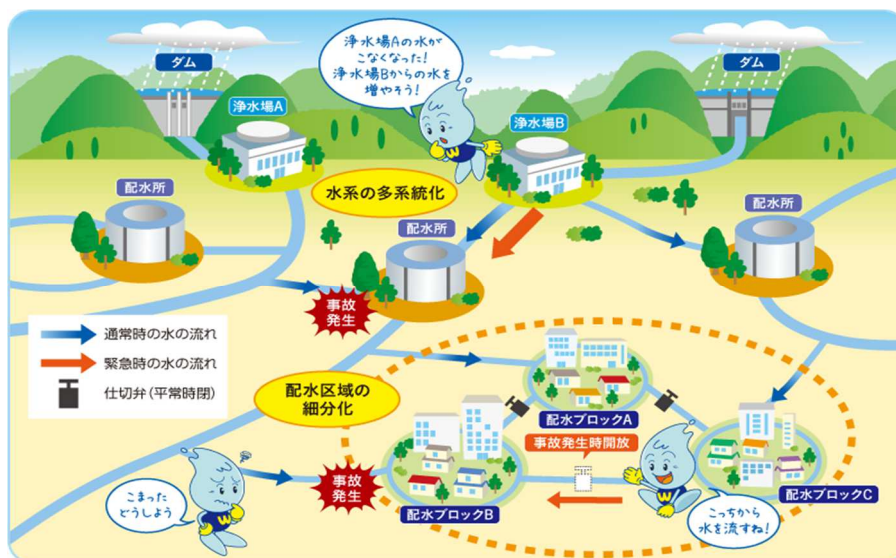 浄水場Aの水が
こなくなった!
浄水場Bからの水を
増やそう!
ダム
ダム
浄水場A
浄水場B
配水所
水系の多系統化
配水所
配水所
事故
発生
通常時の水の流れ
緊急時の水の流れ
仕切弁(平常時閉)
配水区域の
細分化
配水ブロックA
事故発生時開放
こまった
どうしよう
事故
発生
配水ブロックB
配水ブロックC
こっちから
水を流すね!
W
W
W